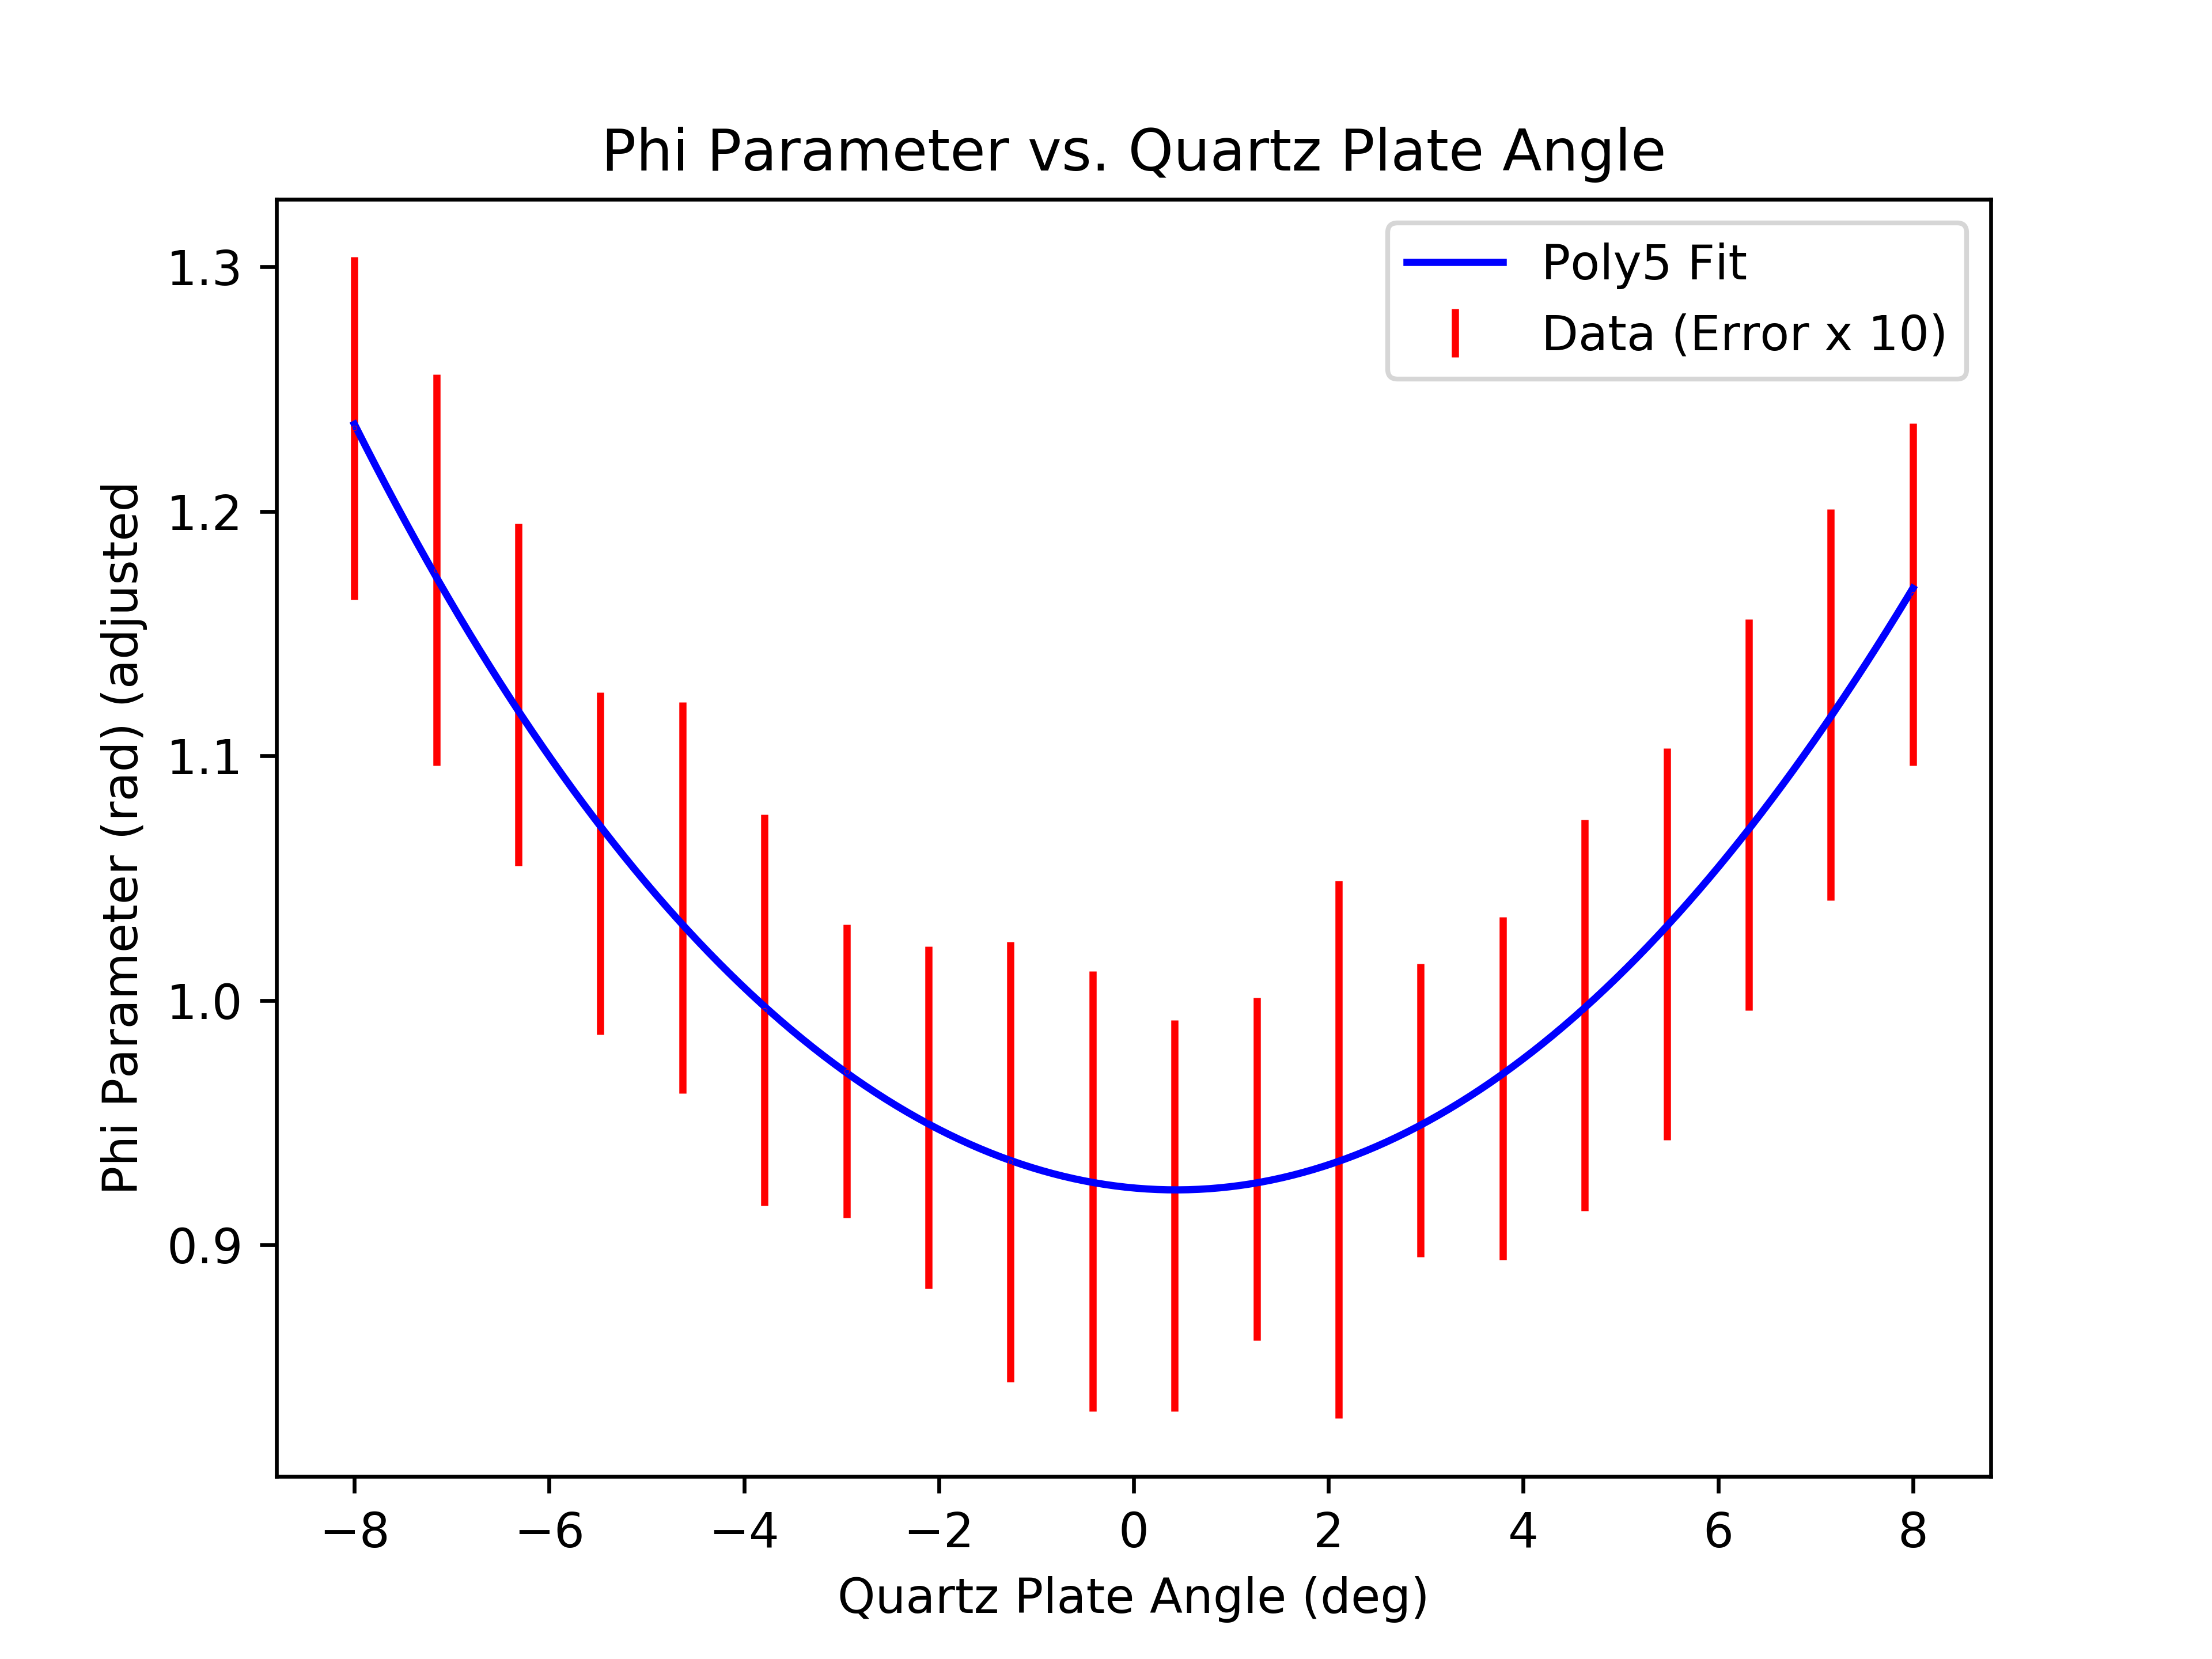 Phi Parameter vs. Quartz Plate Angle
Poly5 Fit
Data (Error x 10)
Phi Parameter (rad) (adjusted
1.3
1.2
1.1
1.0
0.9
−8 −6 −4 −2 0 2 4 6 8
Quartz Plate Angle (deg)